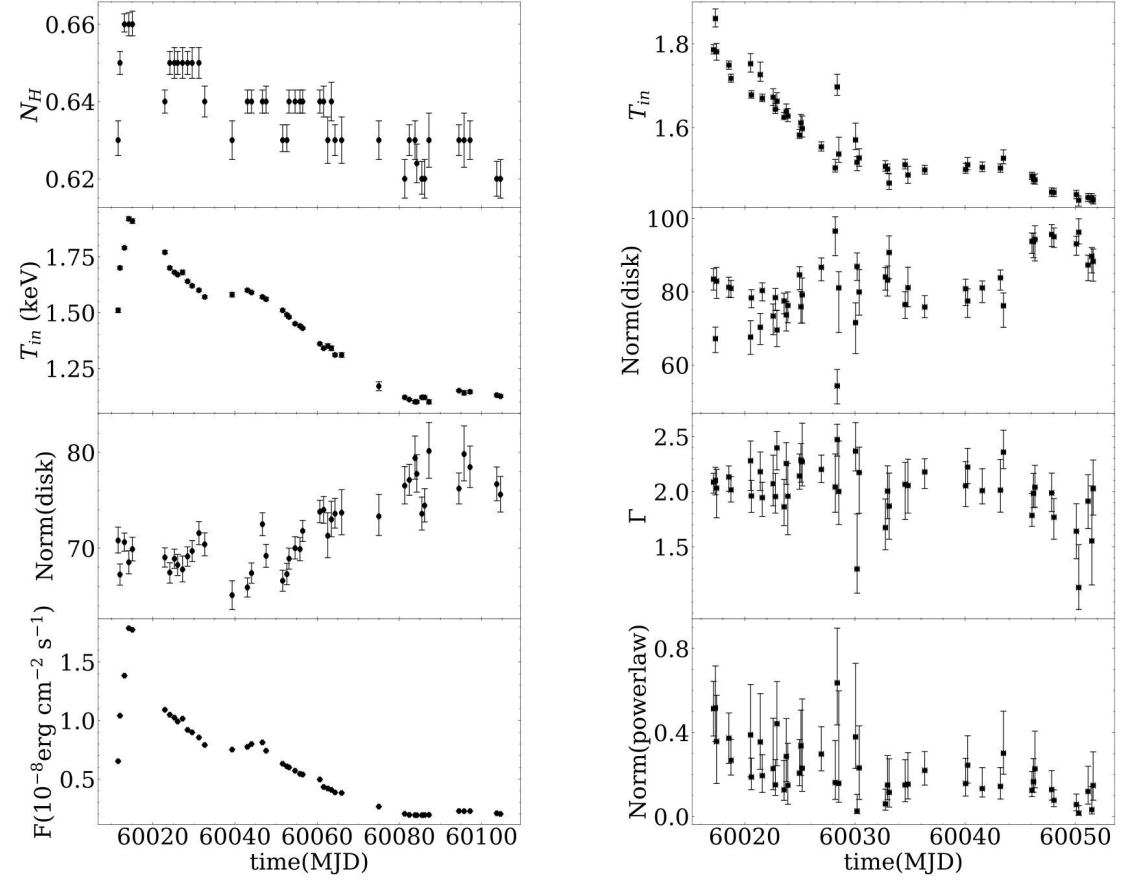 0.66
0.64
0.62
N_H
1.75
1.50
1.25
T_in (keV)
80
70
Norm(disk)
1.5
1.0
0.5
F(10⁻⁸erg cm⁻² s⁻¹)
60020 60040 60060 60080 60100
time(MJD)
1.8
1.6
T_in
100
80
60
Norm(disk)
2.5
2.0
1.5
Γ
0.8
0.4
0.0
Norm(powerlaw)
60020 60030 60040 60050
time(MJD)